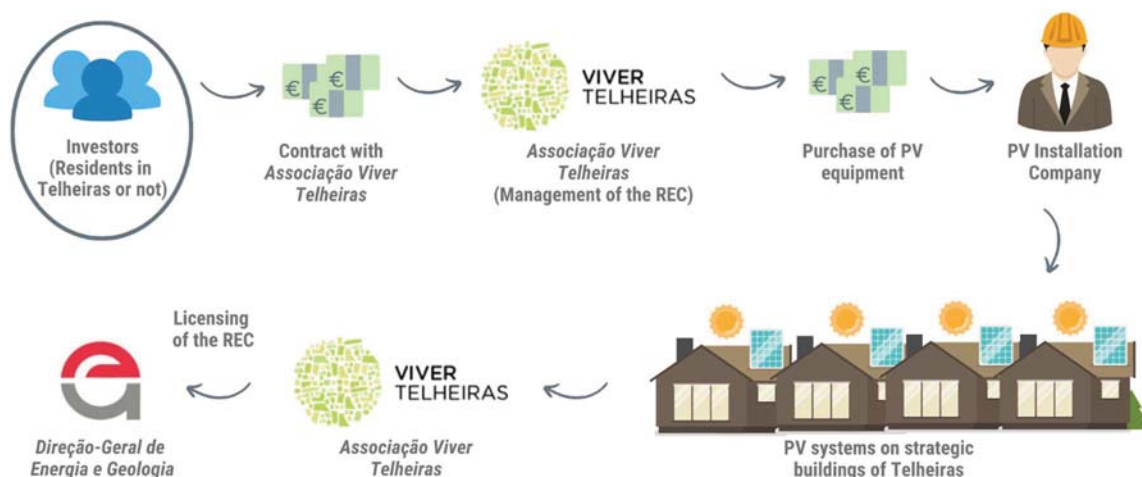 Investors
(Residents in
Telheiras or not)
€
€
€
Contract with
Associação Viver
Telheiras
VIVER
TELHEIRAS
Associação Viver
Telheiras
(Management of the REC)
€
€
€
Purchase of PV
equipment
PV Installation
Company
Licensing
of the REC
Direção-Geral de
Energia e Geologia
VIVER
TELHEIRAS
Associação Viver
Telheiras
PV systems on strategic
buildings of Telheiras